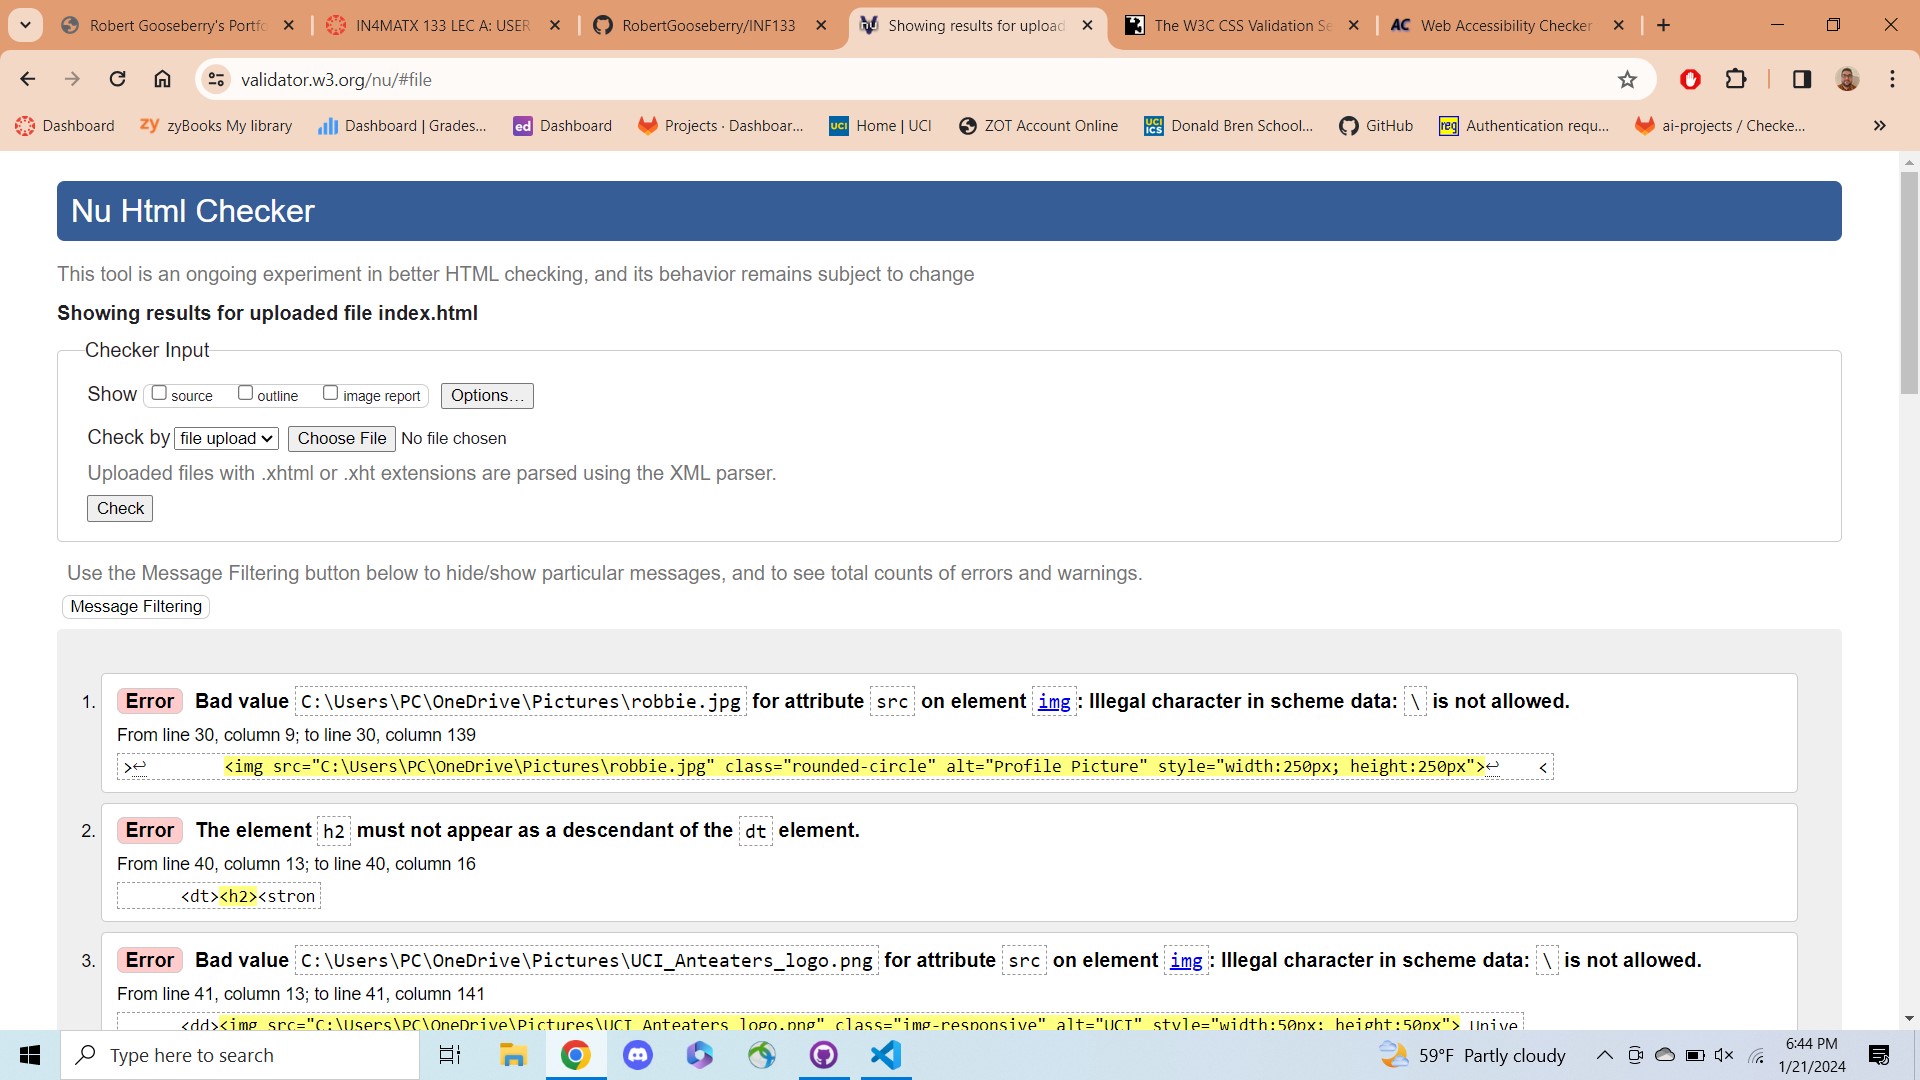 Robert Gooseberry's Portfo
IN4MATX 133 LEC A: USER
RobertGooseberry/INF133
Showing results for upload
The W3C CSS Validation Se
AC Web Accessibility Checker
validator.w3.org/nu/#file
Dashboard
zy zyBooks My library
Dashboard | Grades...
ed Dashboard
Projects · Dashboar...
UCI Home | UCI
ZOT Account Online
UCI ICS Donald Bren School...
GitHub
reg Authentication requ...
ai-projects / Checke...
»
Nu Html Checker
This tool is an ongoing experiment in better HTML checking, and its behavior remains subject to change
Showing results for uploaded file index.html
Checker Input
Show source outline image report Options...
Check by file upload Choose File No file chosen
Uploaded files with .xhtml or .xht extensions are parsed using the XML parser.
Check
Use the Message Filtering button below to hide/show particular messages, and to see total counts of errors and warnings.
Message Filtering
1. Error Bad value C:\Users\PC\OneDrive\Pictures\robbie.jpg for attribute src on element img: Illegal character in scheme data: \ is not allowed.
From line 30, column 9; to line 30, column 139
>↩ <img src="C:\Users\PC\OneDrive\Pictures\robbie.jpg" class="rounded-circle" alt="Profile Picture" style="width:250px; height:250px">↩ <
2. Error The element h2 must not appear as a descendant of the dt element.
From line 40, column 13; to line 40, column 16
<dt><h2><stron
3. Error Bad value C:\Users\PC\OneDrive\Pictures\UCI_Anteaters_logo.png for attribute src on element img: Illegal character in scheme data: \ is not allowed.
From line 41, column 13; to line 41, column 141
<dd><img src="C:\Users\PC\OneDrive\Pictures\UCI_Anteaters_logo.png" class="img-responsive" alt="UCI" style="width:50px; height:50px"> Unive
Type here to search
59°F Partly cloudy
6:44 PM
1/21/2024